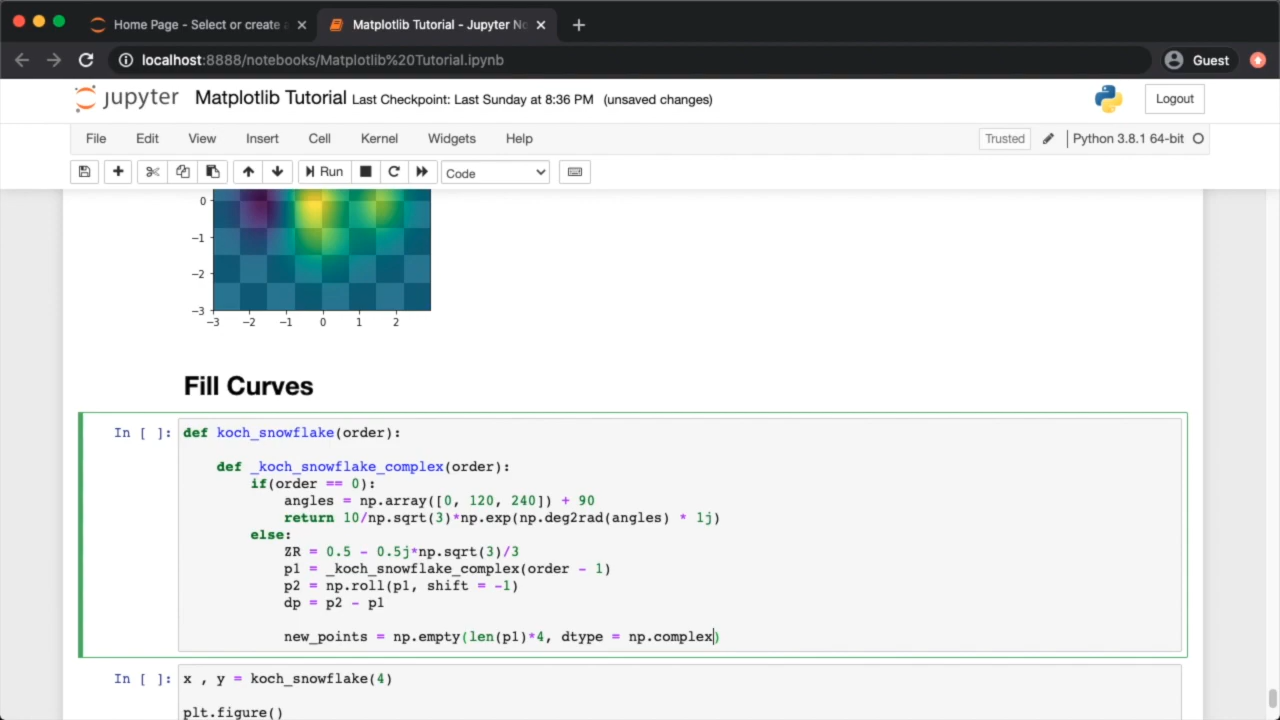 Home Page - Select or create a
Matplotlib Tutorial - Jupyter No
localhost:8888/notebooks/Matplotlib%20Tutorial.ipynb
Guest
jupyter Matplotlib Tutorial Last Checkpoint: Last Sunday at 8:36 PM (unsaved changes)
Logout
File Edit View Insert Cell Kernel Widgets Help
Trusted Python 3.8.1 64-bit
Run Code
0
−1
−2
−3
−3 −2 −1 0 1 2
Fill Curves
In [ ]: def koch_snowflake(order):
def _koch_snowflake_complex(order):
if(order == 0):
angles = np.array([0, 120, 240]) + 90
return 10/np.sqrt(3)*np.exp(np.deg2rad(angles) * 1j)
else:
ZR = 0.5 - 0.5j*np.sqrt(3)/3
p1 = _koch_snowflake_complex(order - 1)
p2 = np.roll(p1, shift = -1)
dp = p2 - p1
new_points = np.empty(len(p1)*4, dtype = np.complex)
In [ ]: x , y = koch_snowflake(4)
plt.figure()